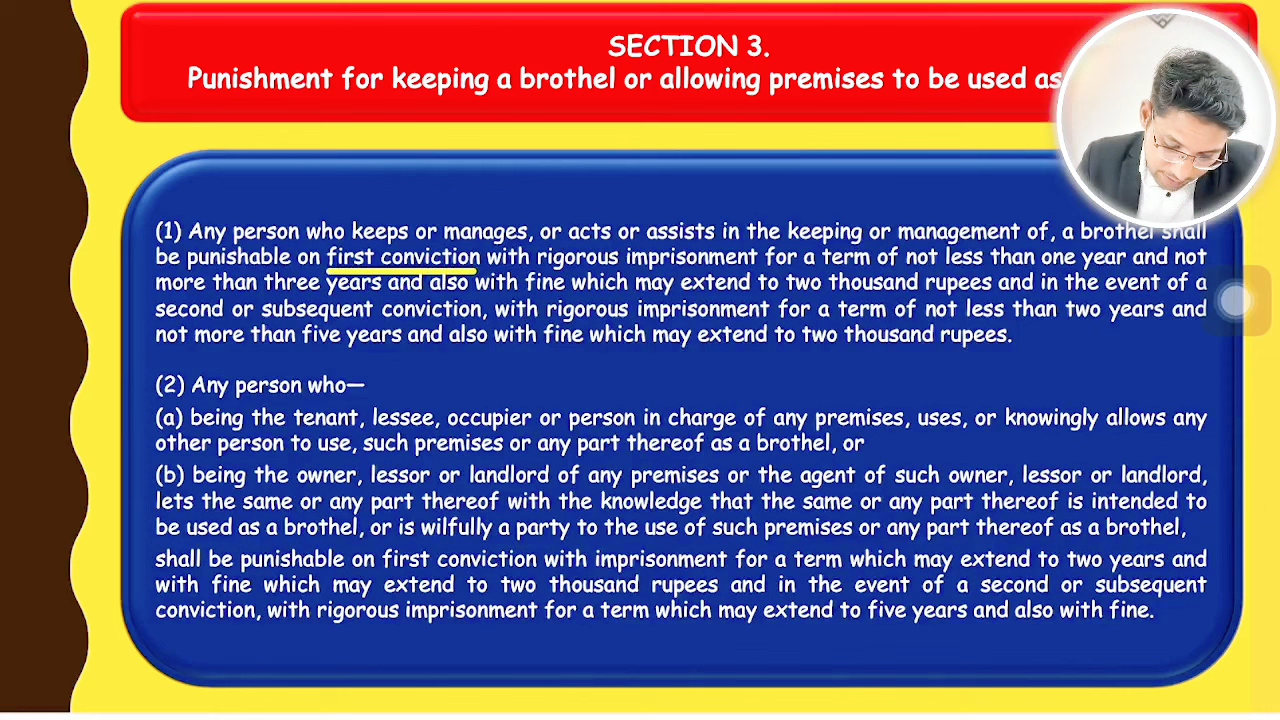 SECTION 3.
Punishment for keeping a brothel or allowing premises to be used as
(1) Any person who keeps or manages, or acts or assists in the keeping or management of, a brothel shall
be punishable on first conviction with rigorous imprisonment for a term of not less than one year and not
more than three years and also with fine which may extend to two thousand rupees and in the event of a
second or subsequent conviction, with rigorous imprisonment for a term of not less than two years and
not more than five years and also with fine which may extend to two thousand rupees.
(2) Any person who—
(a) being the tenant, lessee, occupier or person in charge of any premises, uses, or knowingly allows any
other person to use, such premises or any part thereof as a brothel, or
(b) being the owner, lessor or landlord of any premises or the agent of such owner, lessor or landlord,
lets the same or any part thereof with the knowledge that the same or any part thereof is intended to
be used as a brothel, or is wilfully a party to the use of such premises or any part thereof as a brothel,
shall be punishable on first conviction with imprisonment for a term which may extend to two years and
with fine which may extend to two thousand rupees and in the event of a second or subsequent
conviction, with rigorous imprisonment for a term which may extend to five years and also with fine.